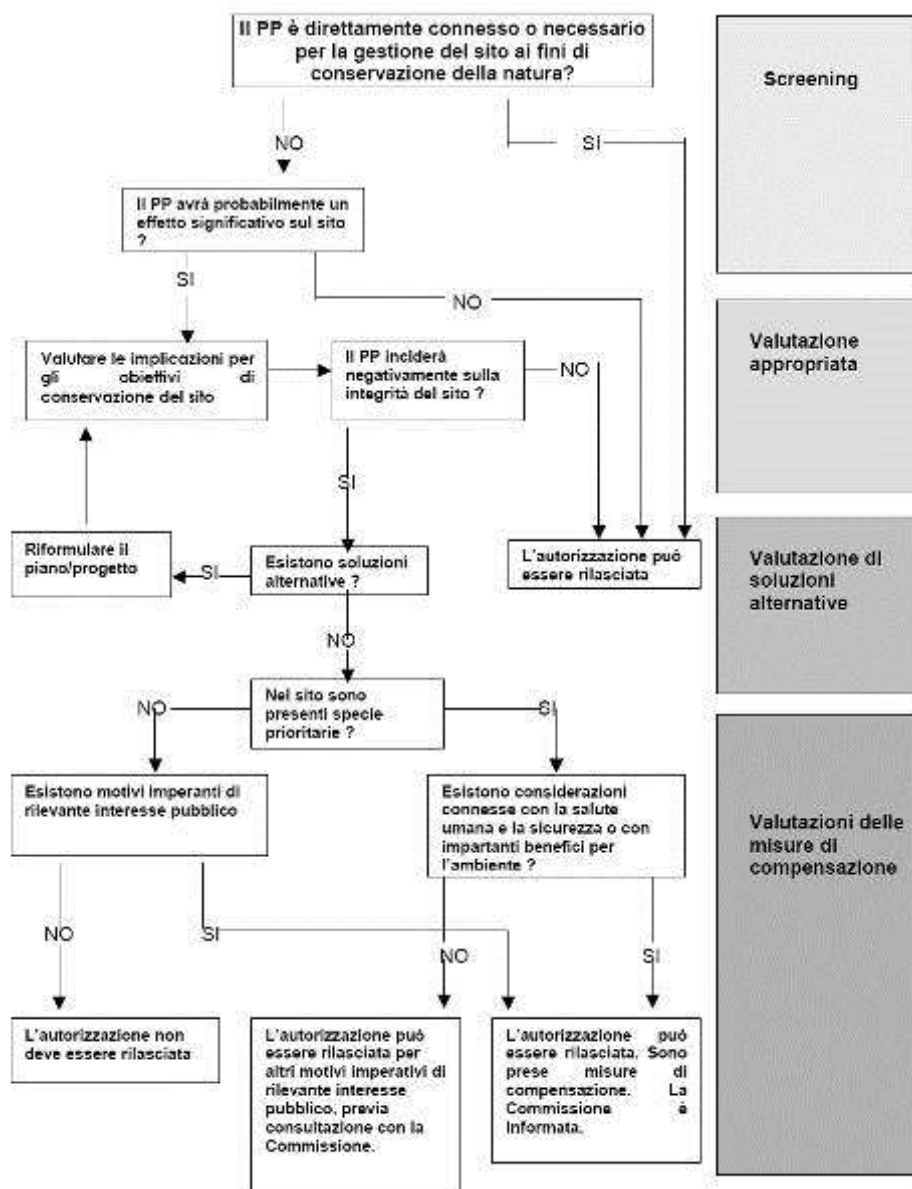 Il PP è direttamente connesso o necessario
per la gestione del sito ai fini di
conservazione della natura?
Screening
NO
SI
Il PP avrá probabilmente un
effetto significativo sul sito
?
SI
NO
Valutazione
appropriata
Valutare le implicazioni per
gli obiettivi di
conservazione del sito
Il PP inciderà
negativamente sulla
integrità del sito ?
NO
SI
Riformulare il
piano/progetto
SI
Esistono soluzioni
alternative ?
L'autorizzazione puó
essere rilasciata
Valutazione di
soluzioni
alternative
NO
Nel sito sono
presenti specie
prioritarie ?
NO
SI
Esistono motivi imperanti di
rilevante interesse pubblico
Esistono considerazioni
connesse con la salute
umana e la sicurezza o con
impartanti benefici per
l'ambiente ?
Valutazioni delle
misure di
compensazione
NO
SI
NO
SI
L'autorizzazione non
deve essere rilasciata
L'autorizzazione puó
essere rilasciata per
altri motivi imperativi di
rilevante interesse
pubblico, previa
consultazione con la
Commissione.
L'autorizzazione puó
essere rilasciata. Sono
prese misure di
compensazione. La
Commissione è
informata.